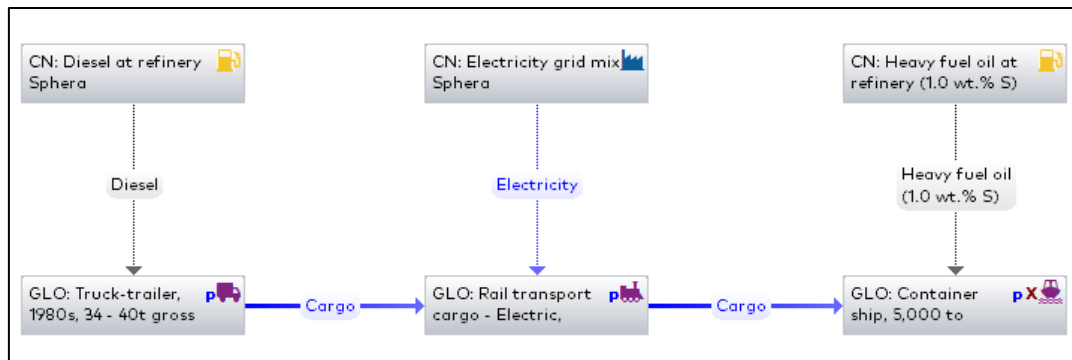 CN: Diesel at refinery
Sphera
CN: Electricity grid mix
Sphera
CN: Heavy fuel oil at
refinery (1.0 wt.% S)
Diesel
Electricity
Heavy fuel oil
(1.0 wt.% S)
GLO: Truck-trailer,
1980s, 34 - 40t gross
p
Cargo
GLO: Rail transport
cargo - Electric,
p
Cargo
GLO: Container
ship, 5,000 to
p X